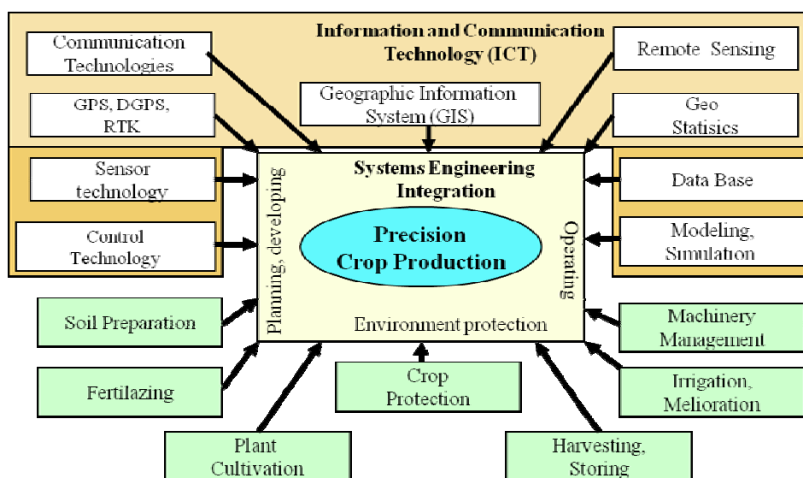 Communication
Technologies
Information and Communication
Technology (ICT)
Remote Sensing
GPS, DGPS,
RTK
Geographic Information
System (GIS)
Geo
Statisics
Sensor
technology
Systems Engineering
Integration
Data Base
Control
Technology
Planning, developing
Precision
Crop Production
Operating
Modeling,
Simulation
Soil Preparation
Environment protection
Machinery
Management
Fertilazing
Crop
Protection
Irrigation,
Melioration
Plant
Cultivation
Harvesting,
Storing